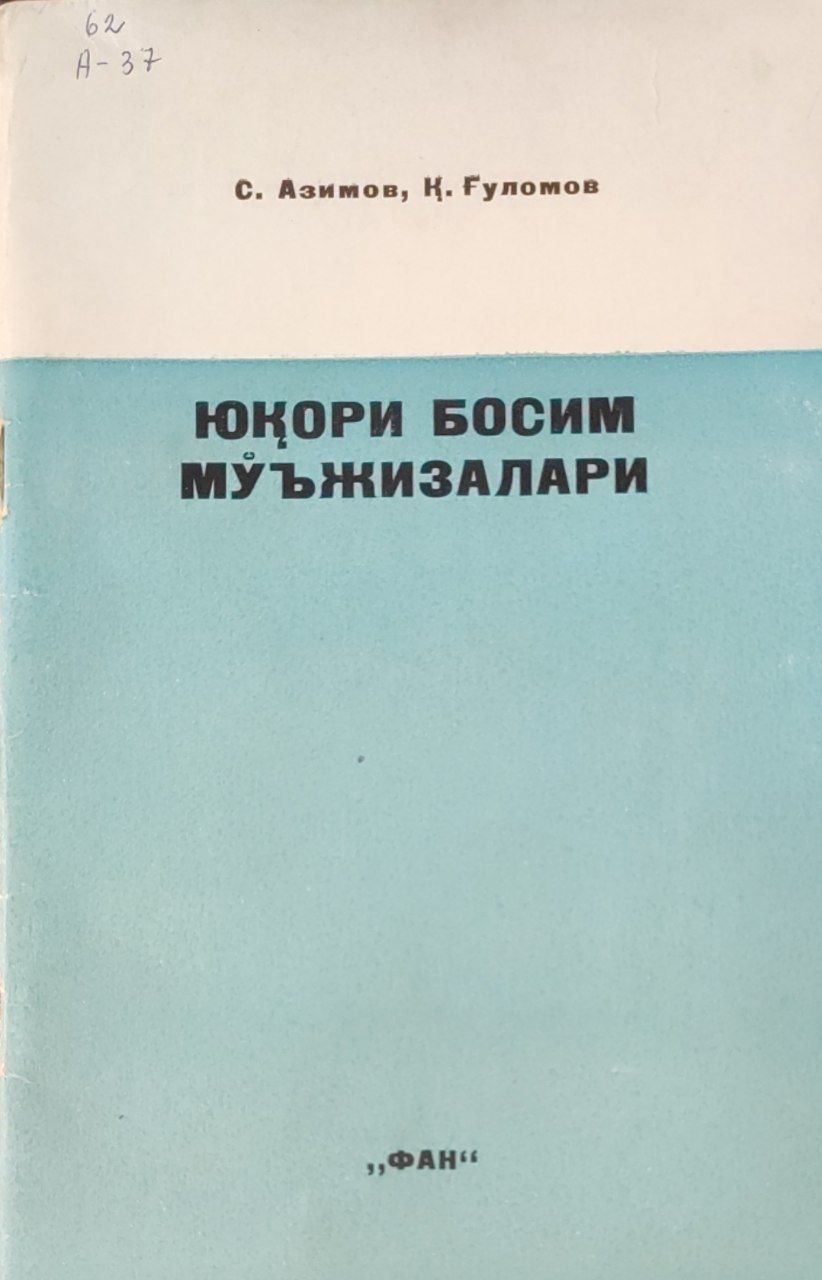 62
А-37
С. Азимов, Қ. Ғуломов
ЮҚОРИ БОСИМ
МЎЪЖИЗАЛАРИ
„ФАН“